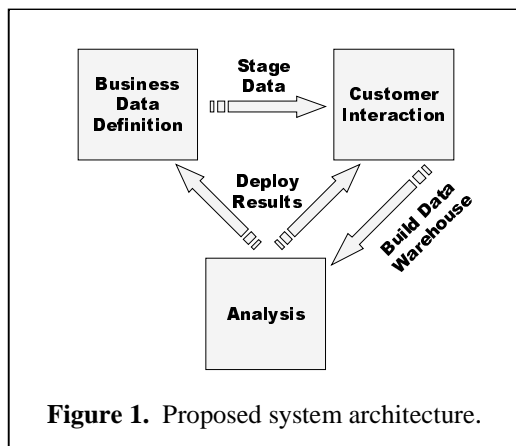 Business
Data
Definition
Stage
Data
Customer
Interaction
Deploy
Results
Build Data
Warehouse
Analysis
Figure 1. Proposed system architecture.